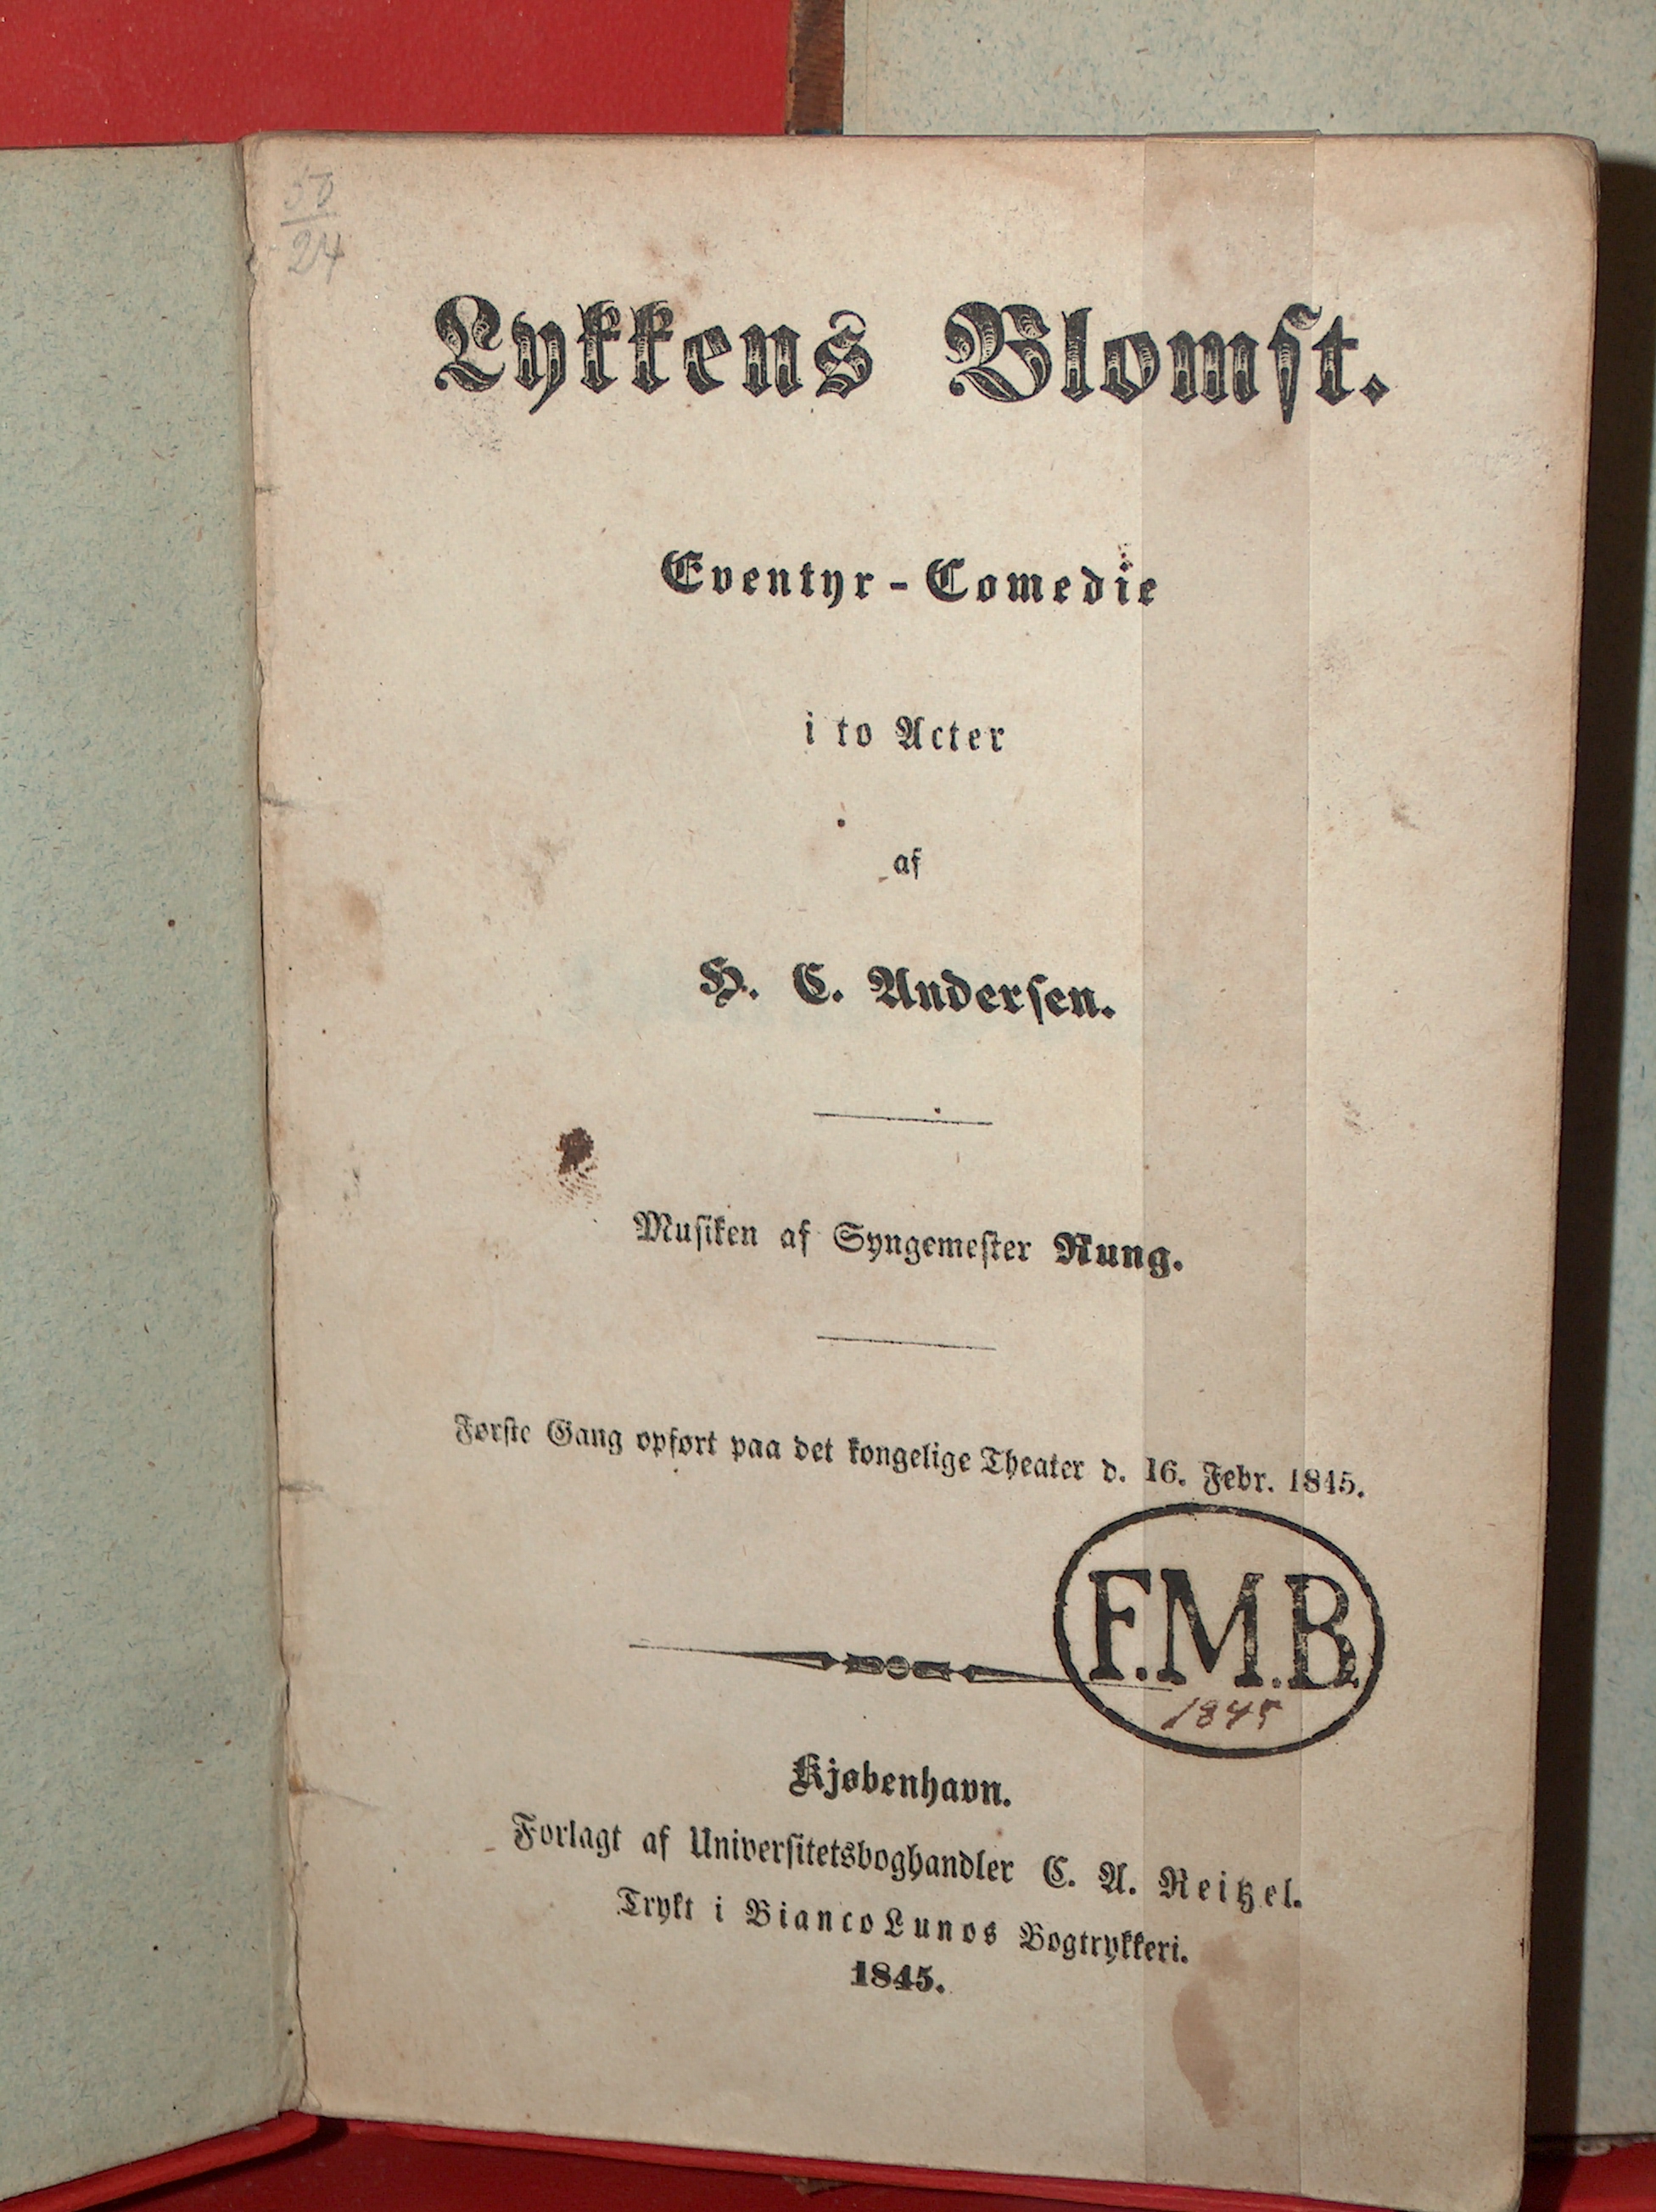 50
24
Lykkens Blomst.
Eventyr-Comedie
i to Acter
af
H. C. Andersen.
Musiken af Syngemester Rung.
Første Gang opført paa det kongelige Theater d. 16. Febr. 1845.
F.M.B.
1845
Kjøbenhavn.
Forlagt af Universitetsboghandler C. A. Reitzel.
Trykt i Bianco Lunos Bogtrykkeri.
1845.